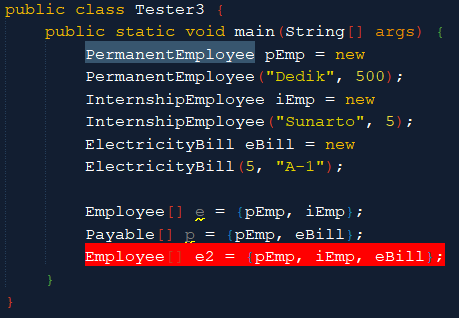 public class Tester3 {
public static void main(String[] args) {
PermanentEmployee pEmp = new
PermanentEmployee("Dedik", 500);
InternshipEmployee iEmp = new
InternshipEmployee("Sunarto", 5);
ElectricityBill eBill = new
ElectricityBill(5, "A-1");
Employee[] e = {pEmp, iEmp};
Payable[] p = {pEmp, eBill};
Employee[] e2 = {pEmp, iEmp, eBill};
}
}